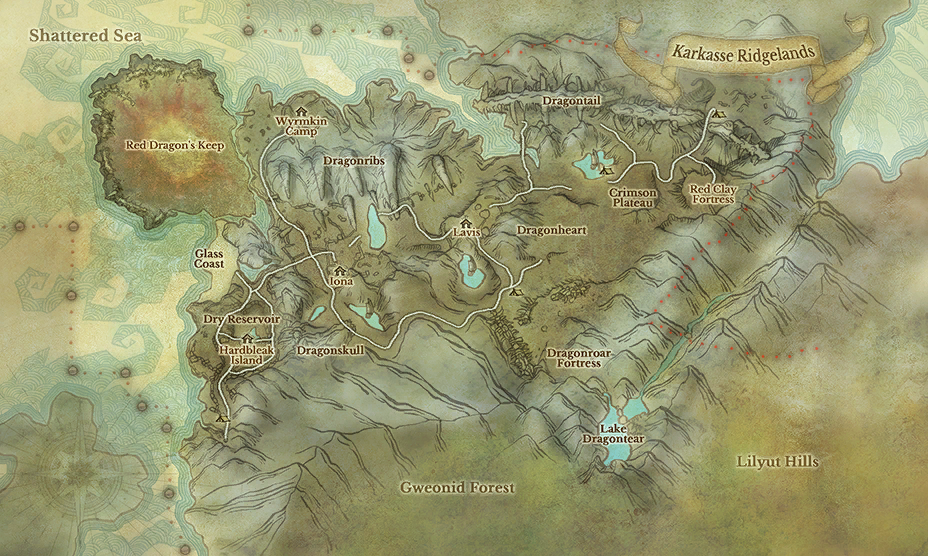 Shattered Sea
Karkasse Ridgelands
Dragontail
Wyrmkin
Camp
Red Dragon's Keep
Dragonribs
Crimson
Plateau
Red Clay
Fortress
Lavis
Dragonheart
Glass
Coast
Iona
Dry Reservoir
Hardbleak
Island
Dragonskull
Dragonroar
Fortress
Lake
Dragontear
Lilyut Hills
Gweonid Forest